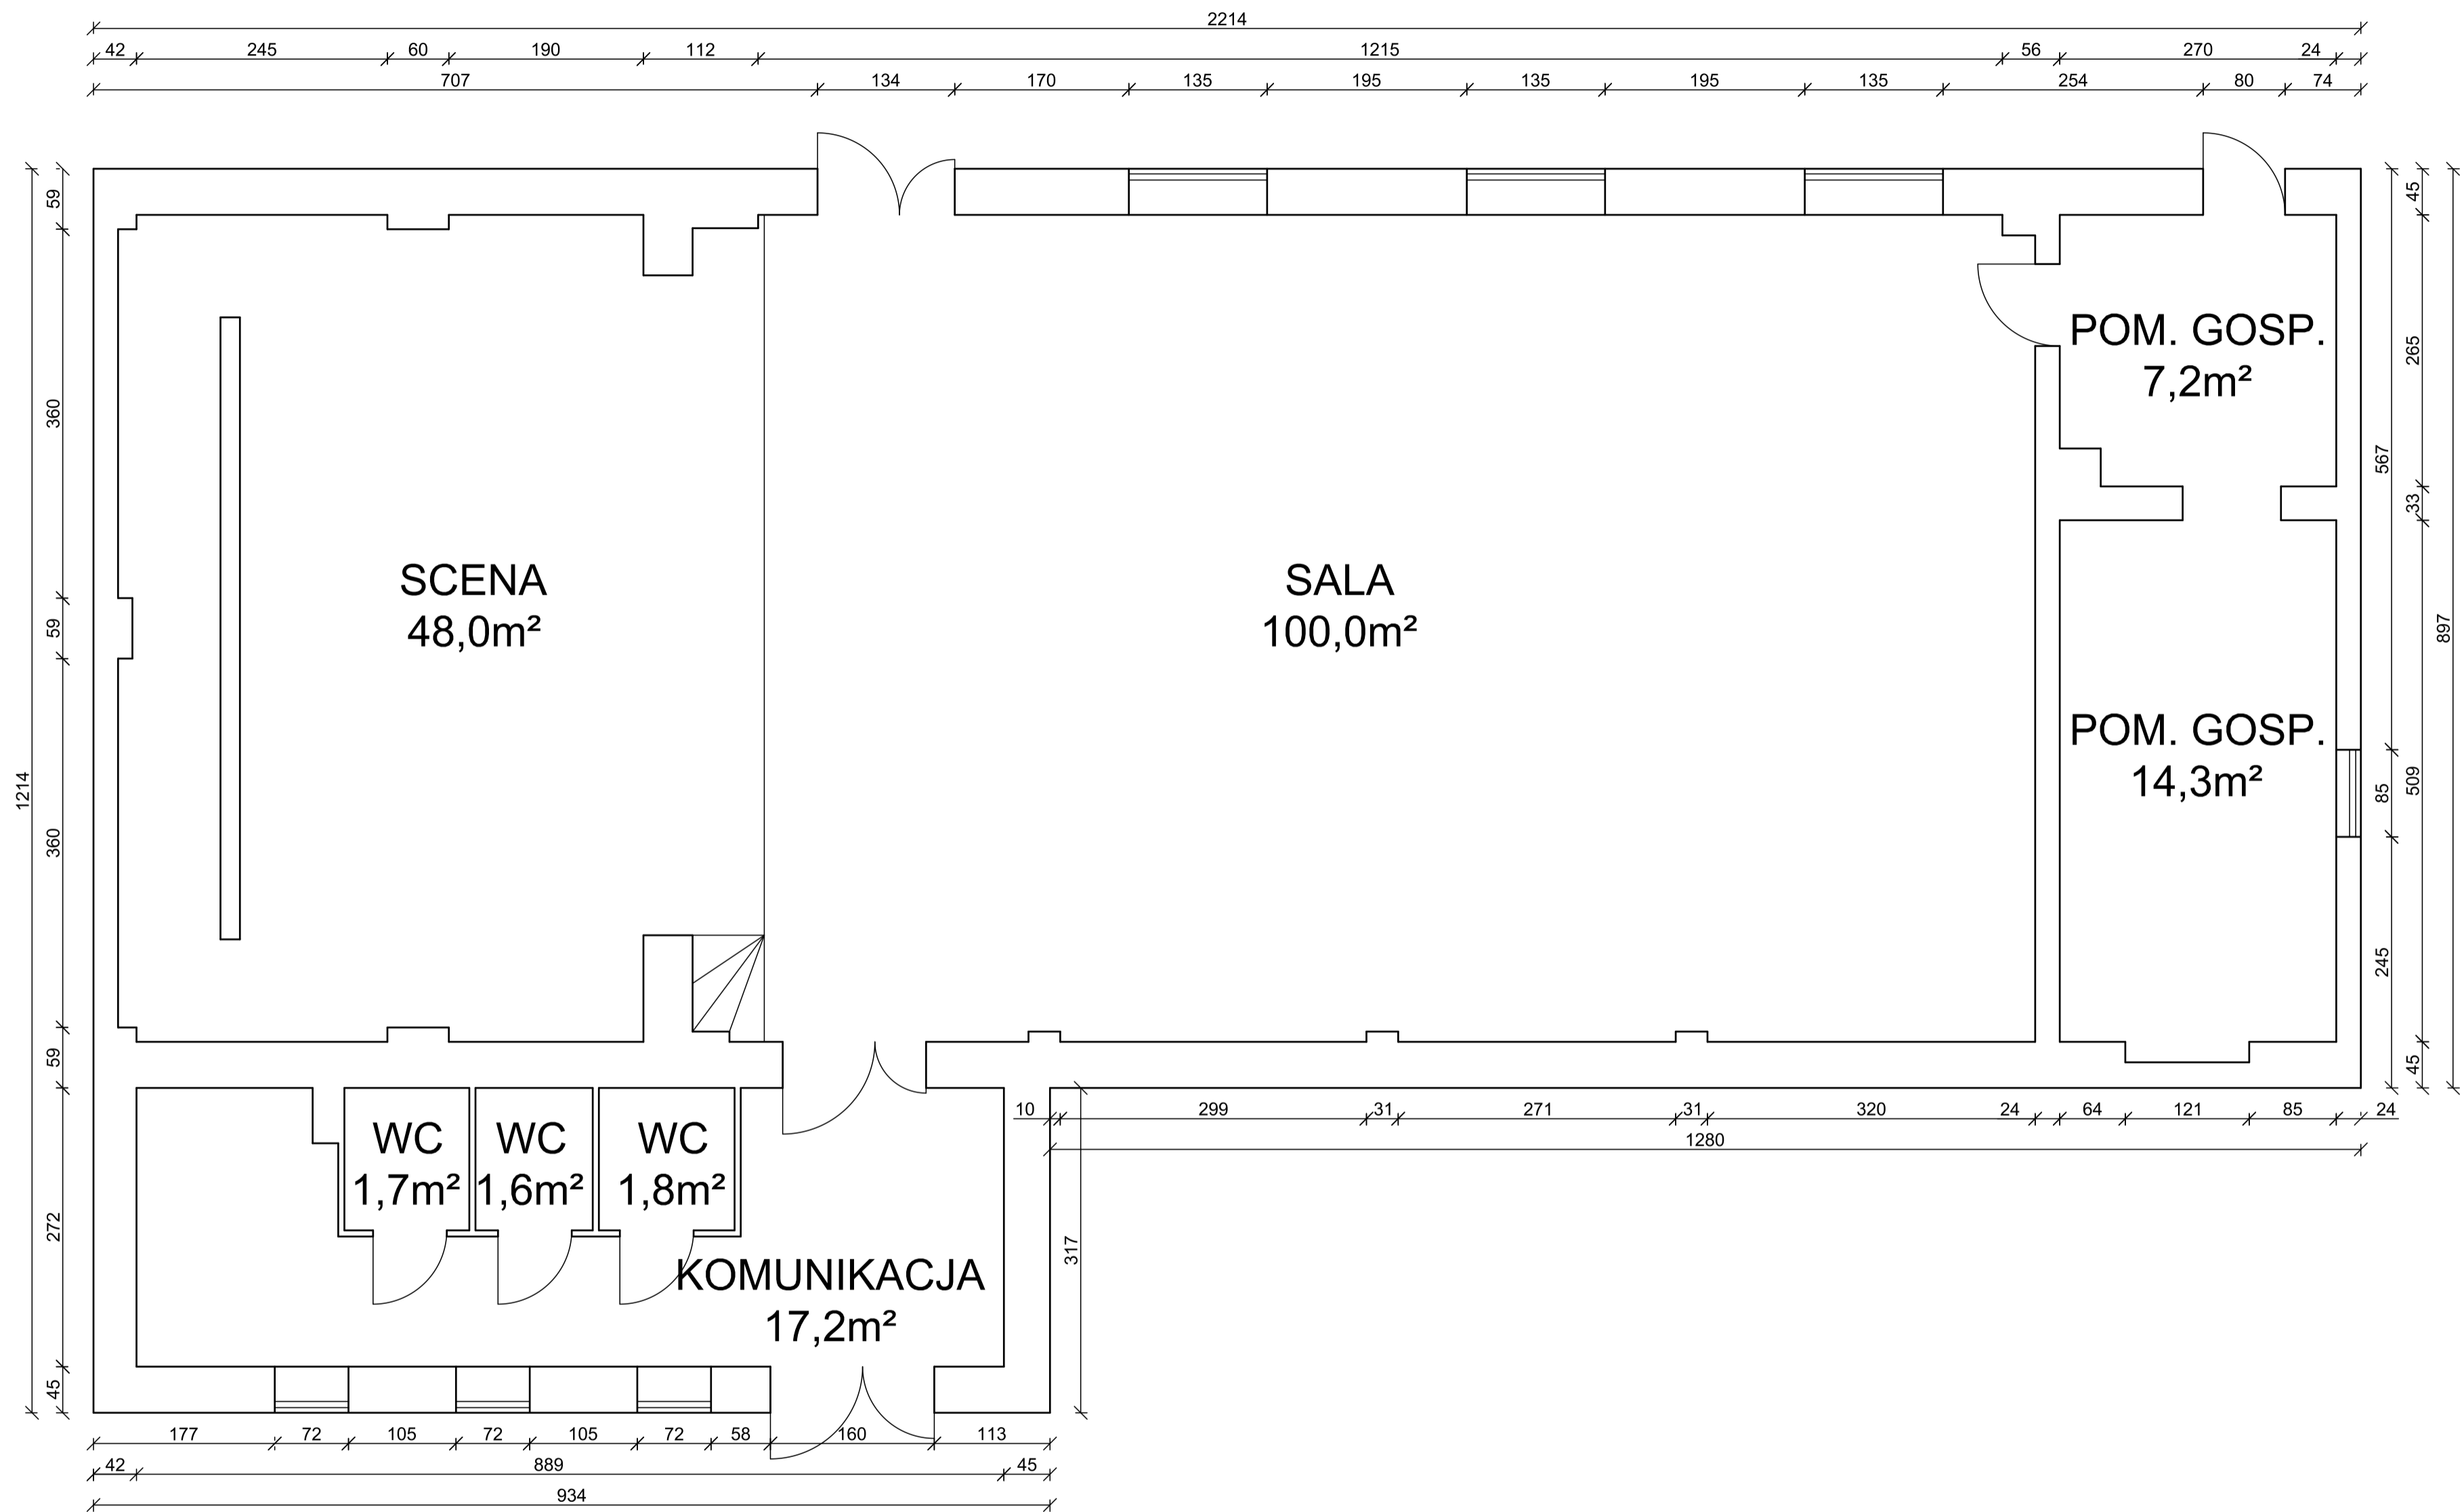 2214
42 245 60 190 112 1215 56 270 24
707 134 170 135 195 135 195 135 254 80 74
59
360
59
360
59
272
45
1214
45
265
33
509
45
567
85
245
897
POM. GOSP.
7,2m²
SCENA
48,0m²
SALA
100,0m²
POM. GOSP.
14,3m²
10 299 31 271 31 320 24 64 121 85 24
1280
WC
1,7m²
WC
1,6m²
WC
1,8m²
317
KOMUNIKACJA
17,2m²
177 72 105 72 105 72 58 160 113
42 889 45
934